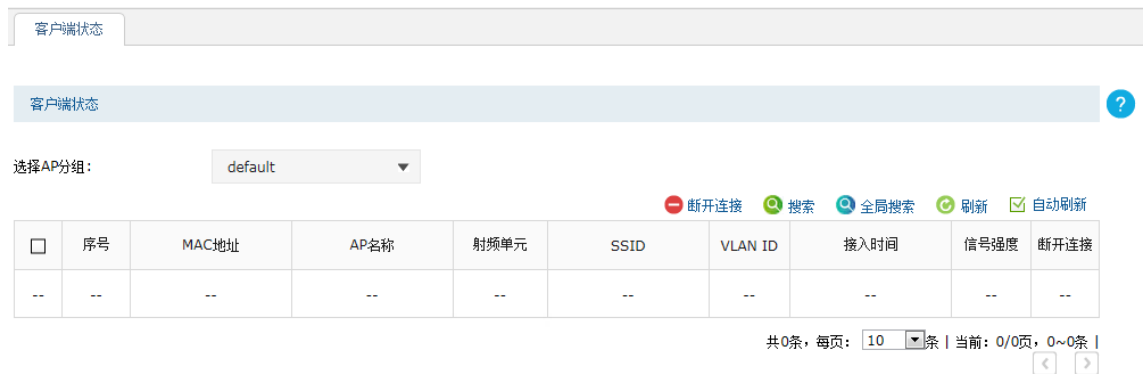 客户端状态
客户端状态
?
选择AP分组： default
断开连接 搜索 全局搜索 刷新 自动刷新
序号 MAC地址 AP名称 射频单元 SSID VLAN ID 接入时间 信号强度 断开连接
-- -- -- -- -- -- -- -- -- --
共0条，每页： 10 条 | 当前：0/0页，0~0条 |
< >